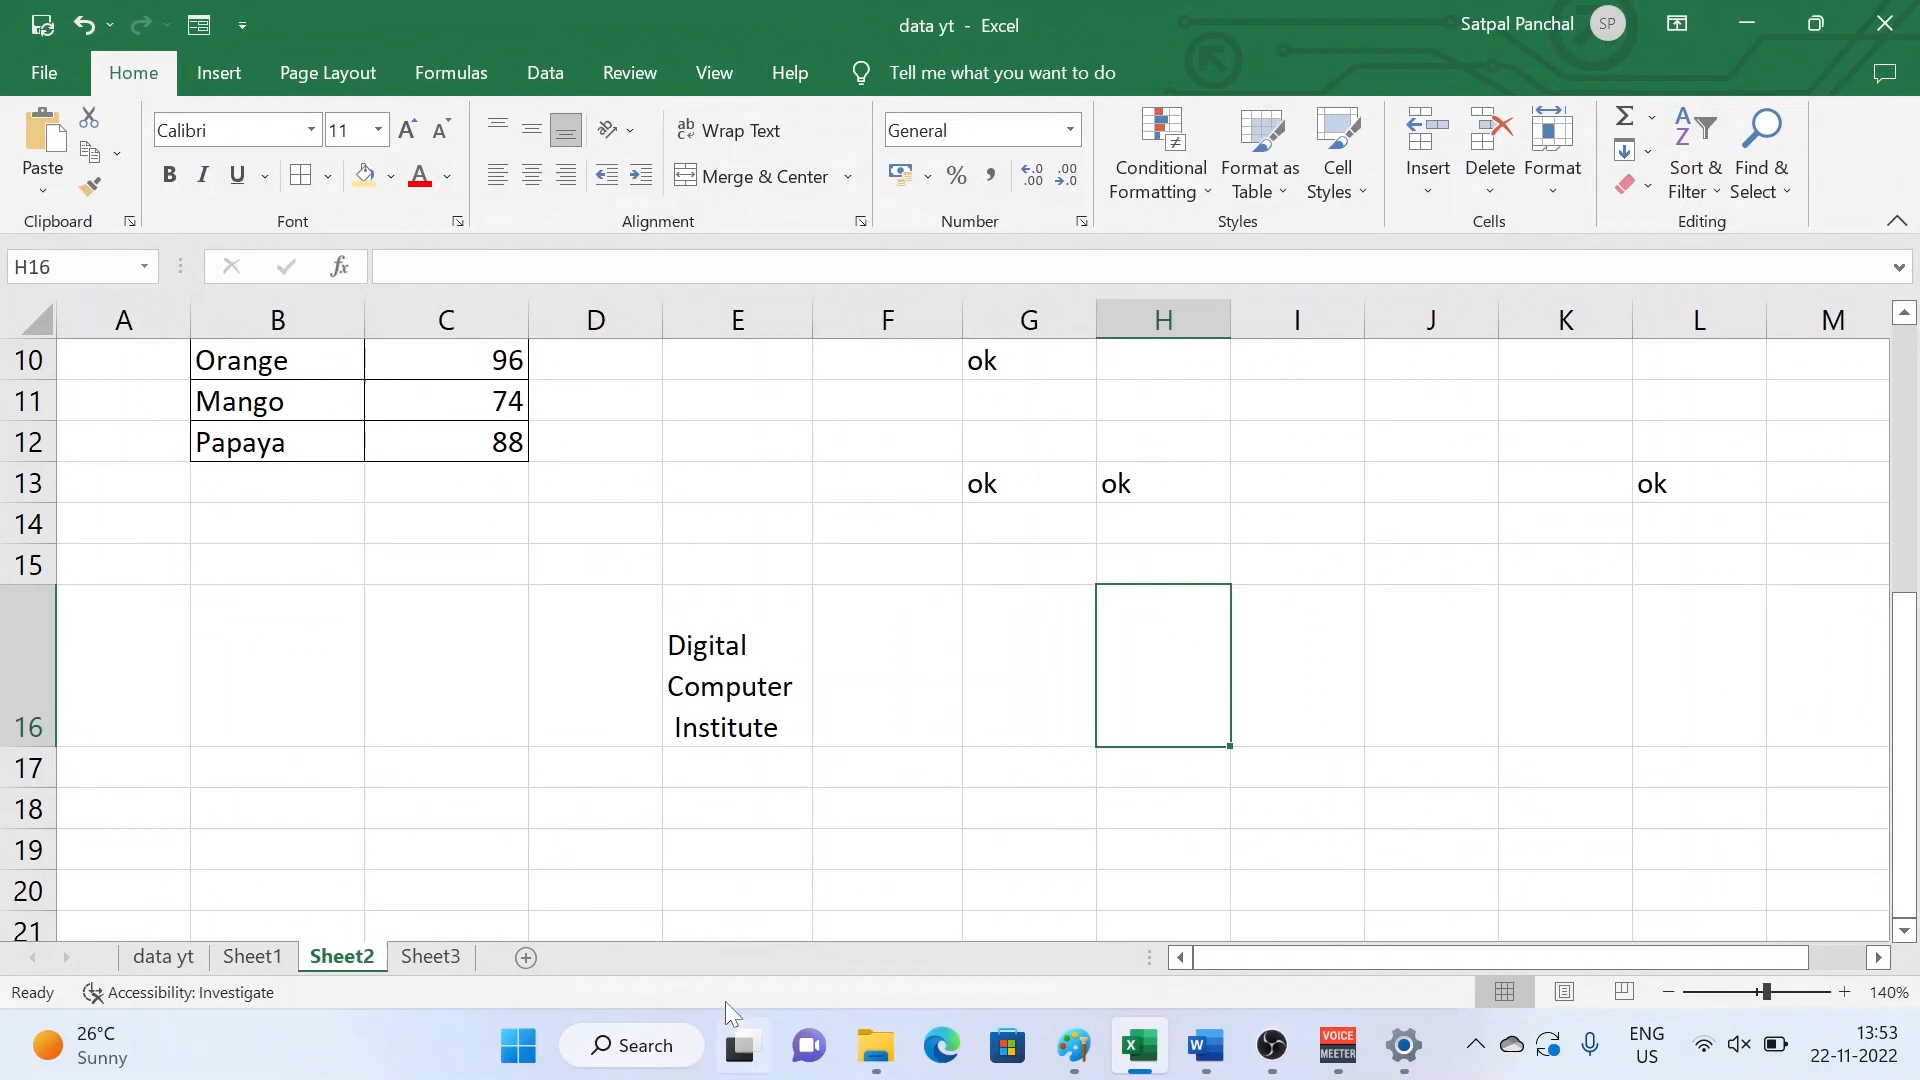 data yt - Excel
Satpal Panchal SP
File Home Insert Page Layout Formulas Data Review View Help Tell me what you want to do
Calibri 11 A A ab Wrap Text General
Paste B I U A Merge & Center % , Conditional Formatting Format as Table Cell Styles Insert Delete Format Sort & Filter Find & Select
Clipboard Font Alignment Number Styles Cells Editing
H16 fx
A B C D E F G H I J K L M
10 Orange 96 ok
11 Mango 74
12 Papaya 88
13 ok ok ok
14
15
Digital
Computer
16 Institute
17
18
19
20
21
data yt Sheet1 Sheet2 Sheet3
Ready Accessibility: Investigate 140%
26°C
Sunny
Search
VOICE
MEETER
ENG
US
13:53
22-11-2022